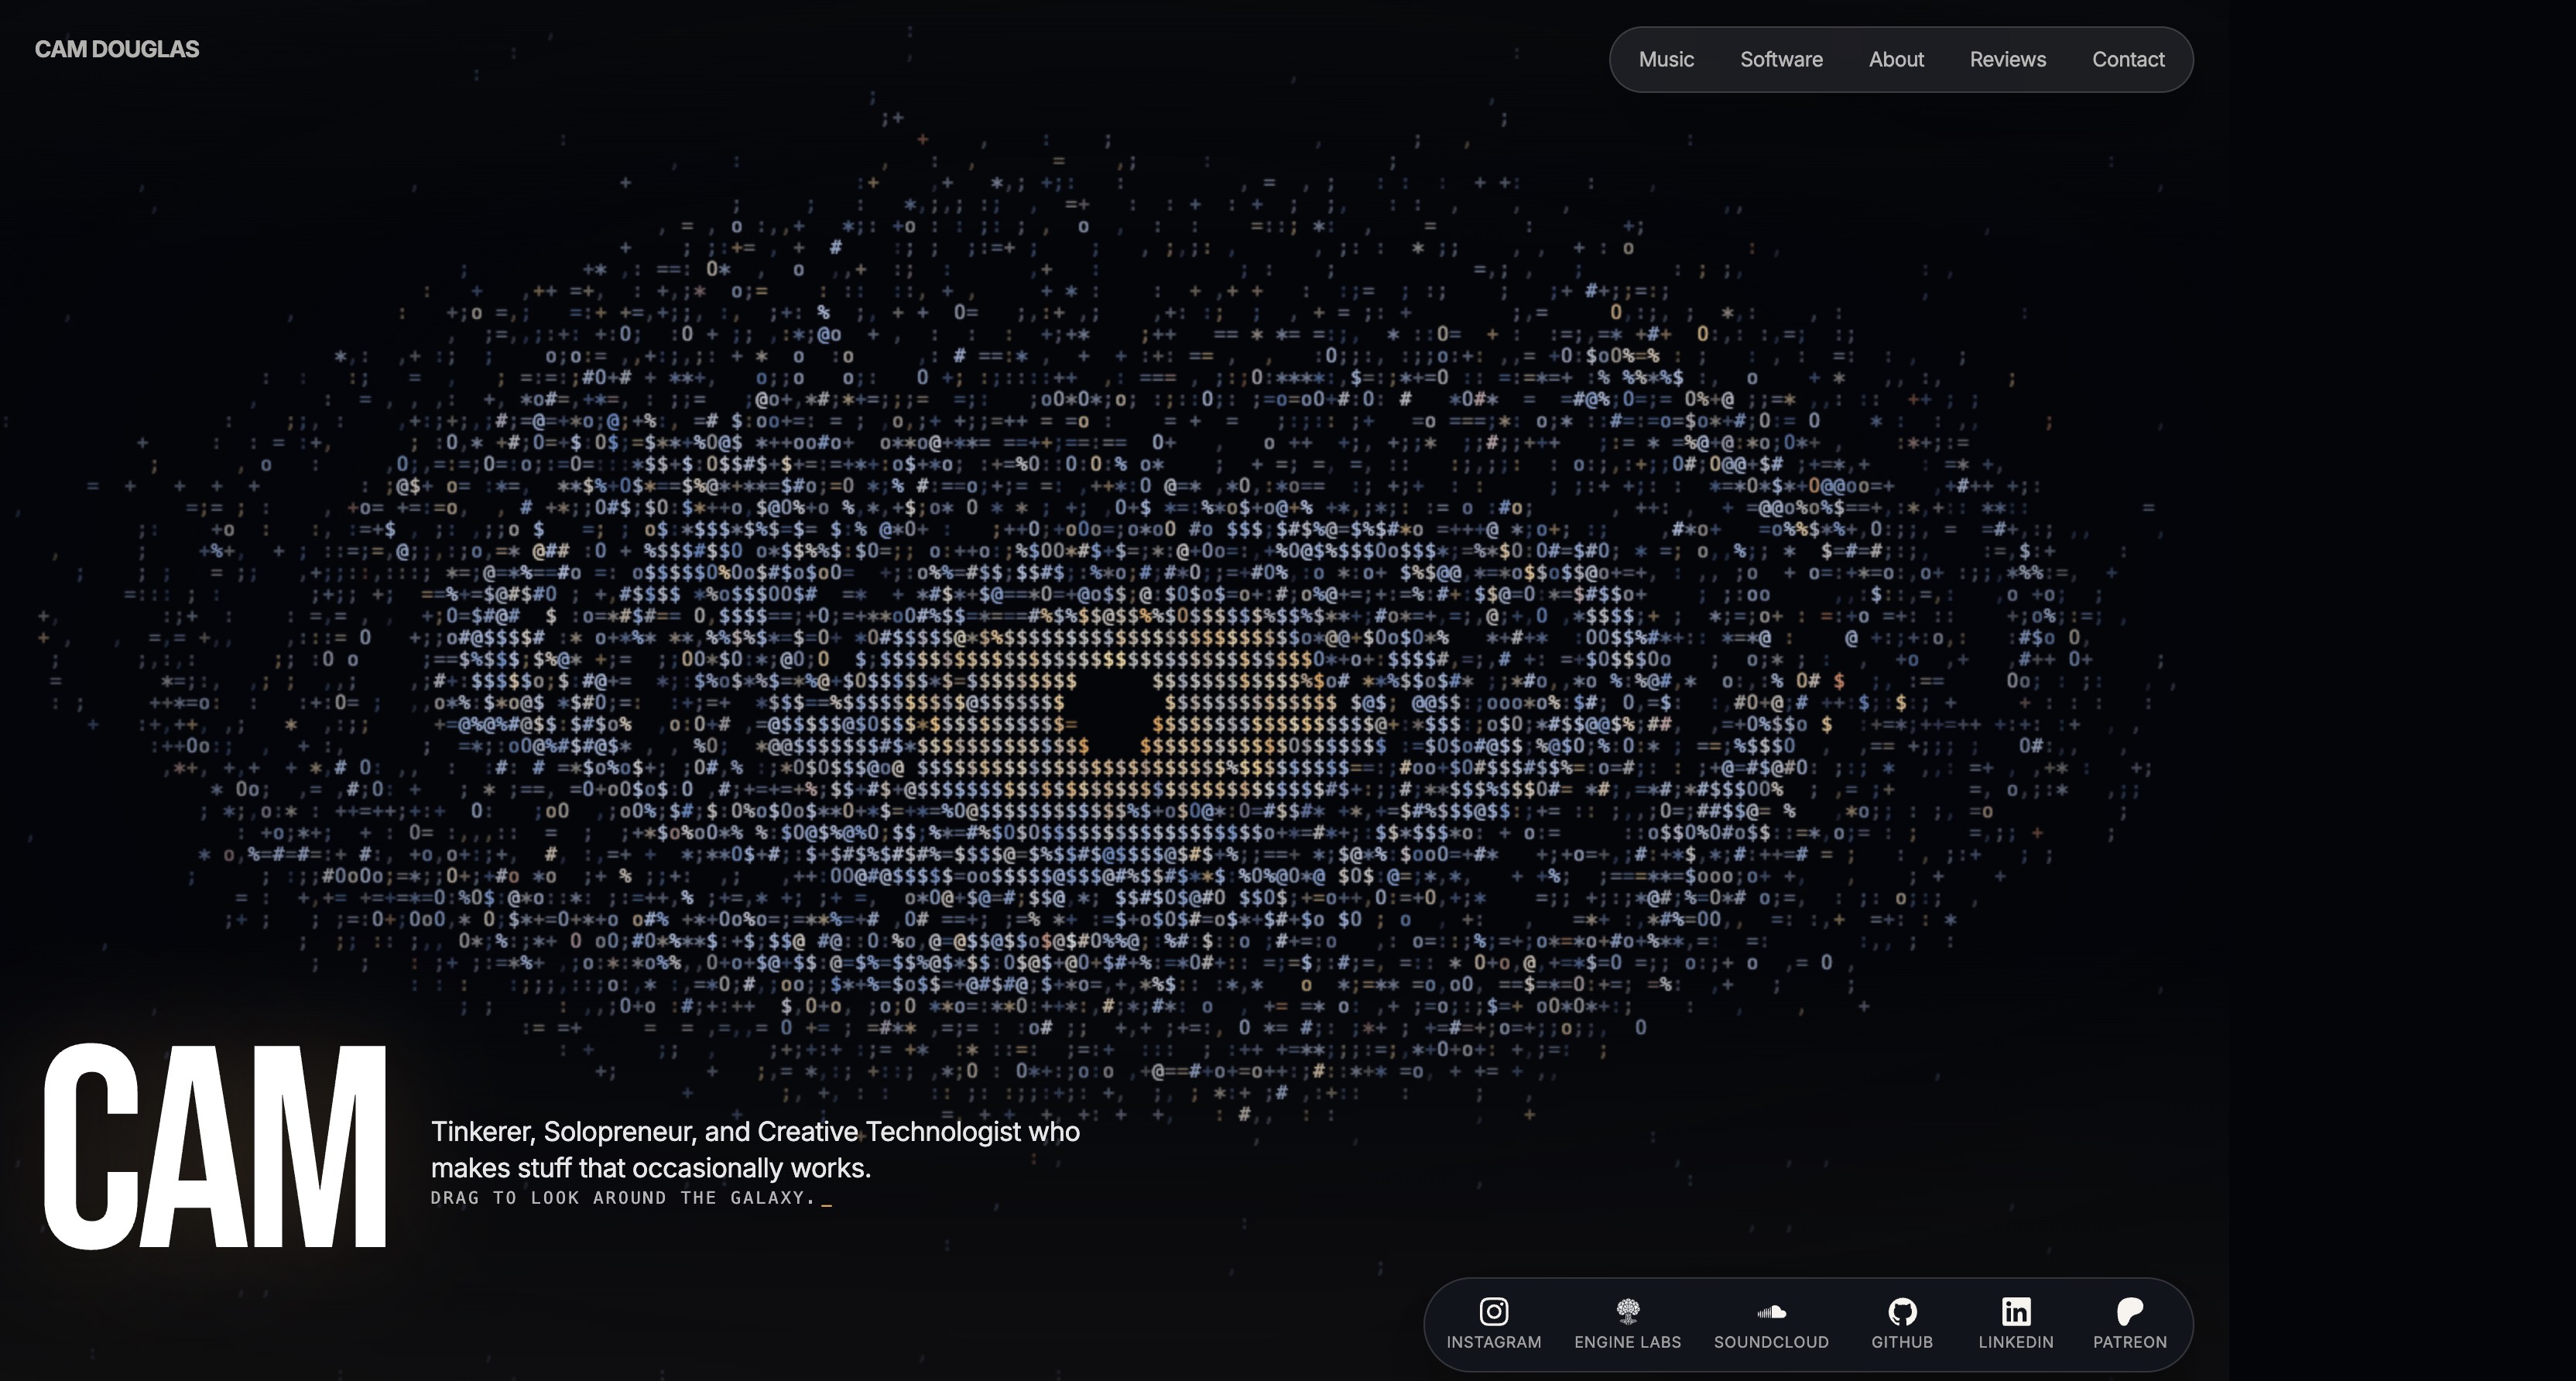 CAM DOUGLAS
Music Software About Reviews Contact
CAM
Tinkerer, Solopreneur, and Creative Technologist who
makes stuff that occasionally works.
DRAG TO LOOK AROUND THE GALAXY._
INSTAGRAM ENGINE LABS SOUNDCLOUD GITHUB LINKEDIN PATREON